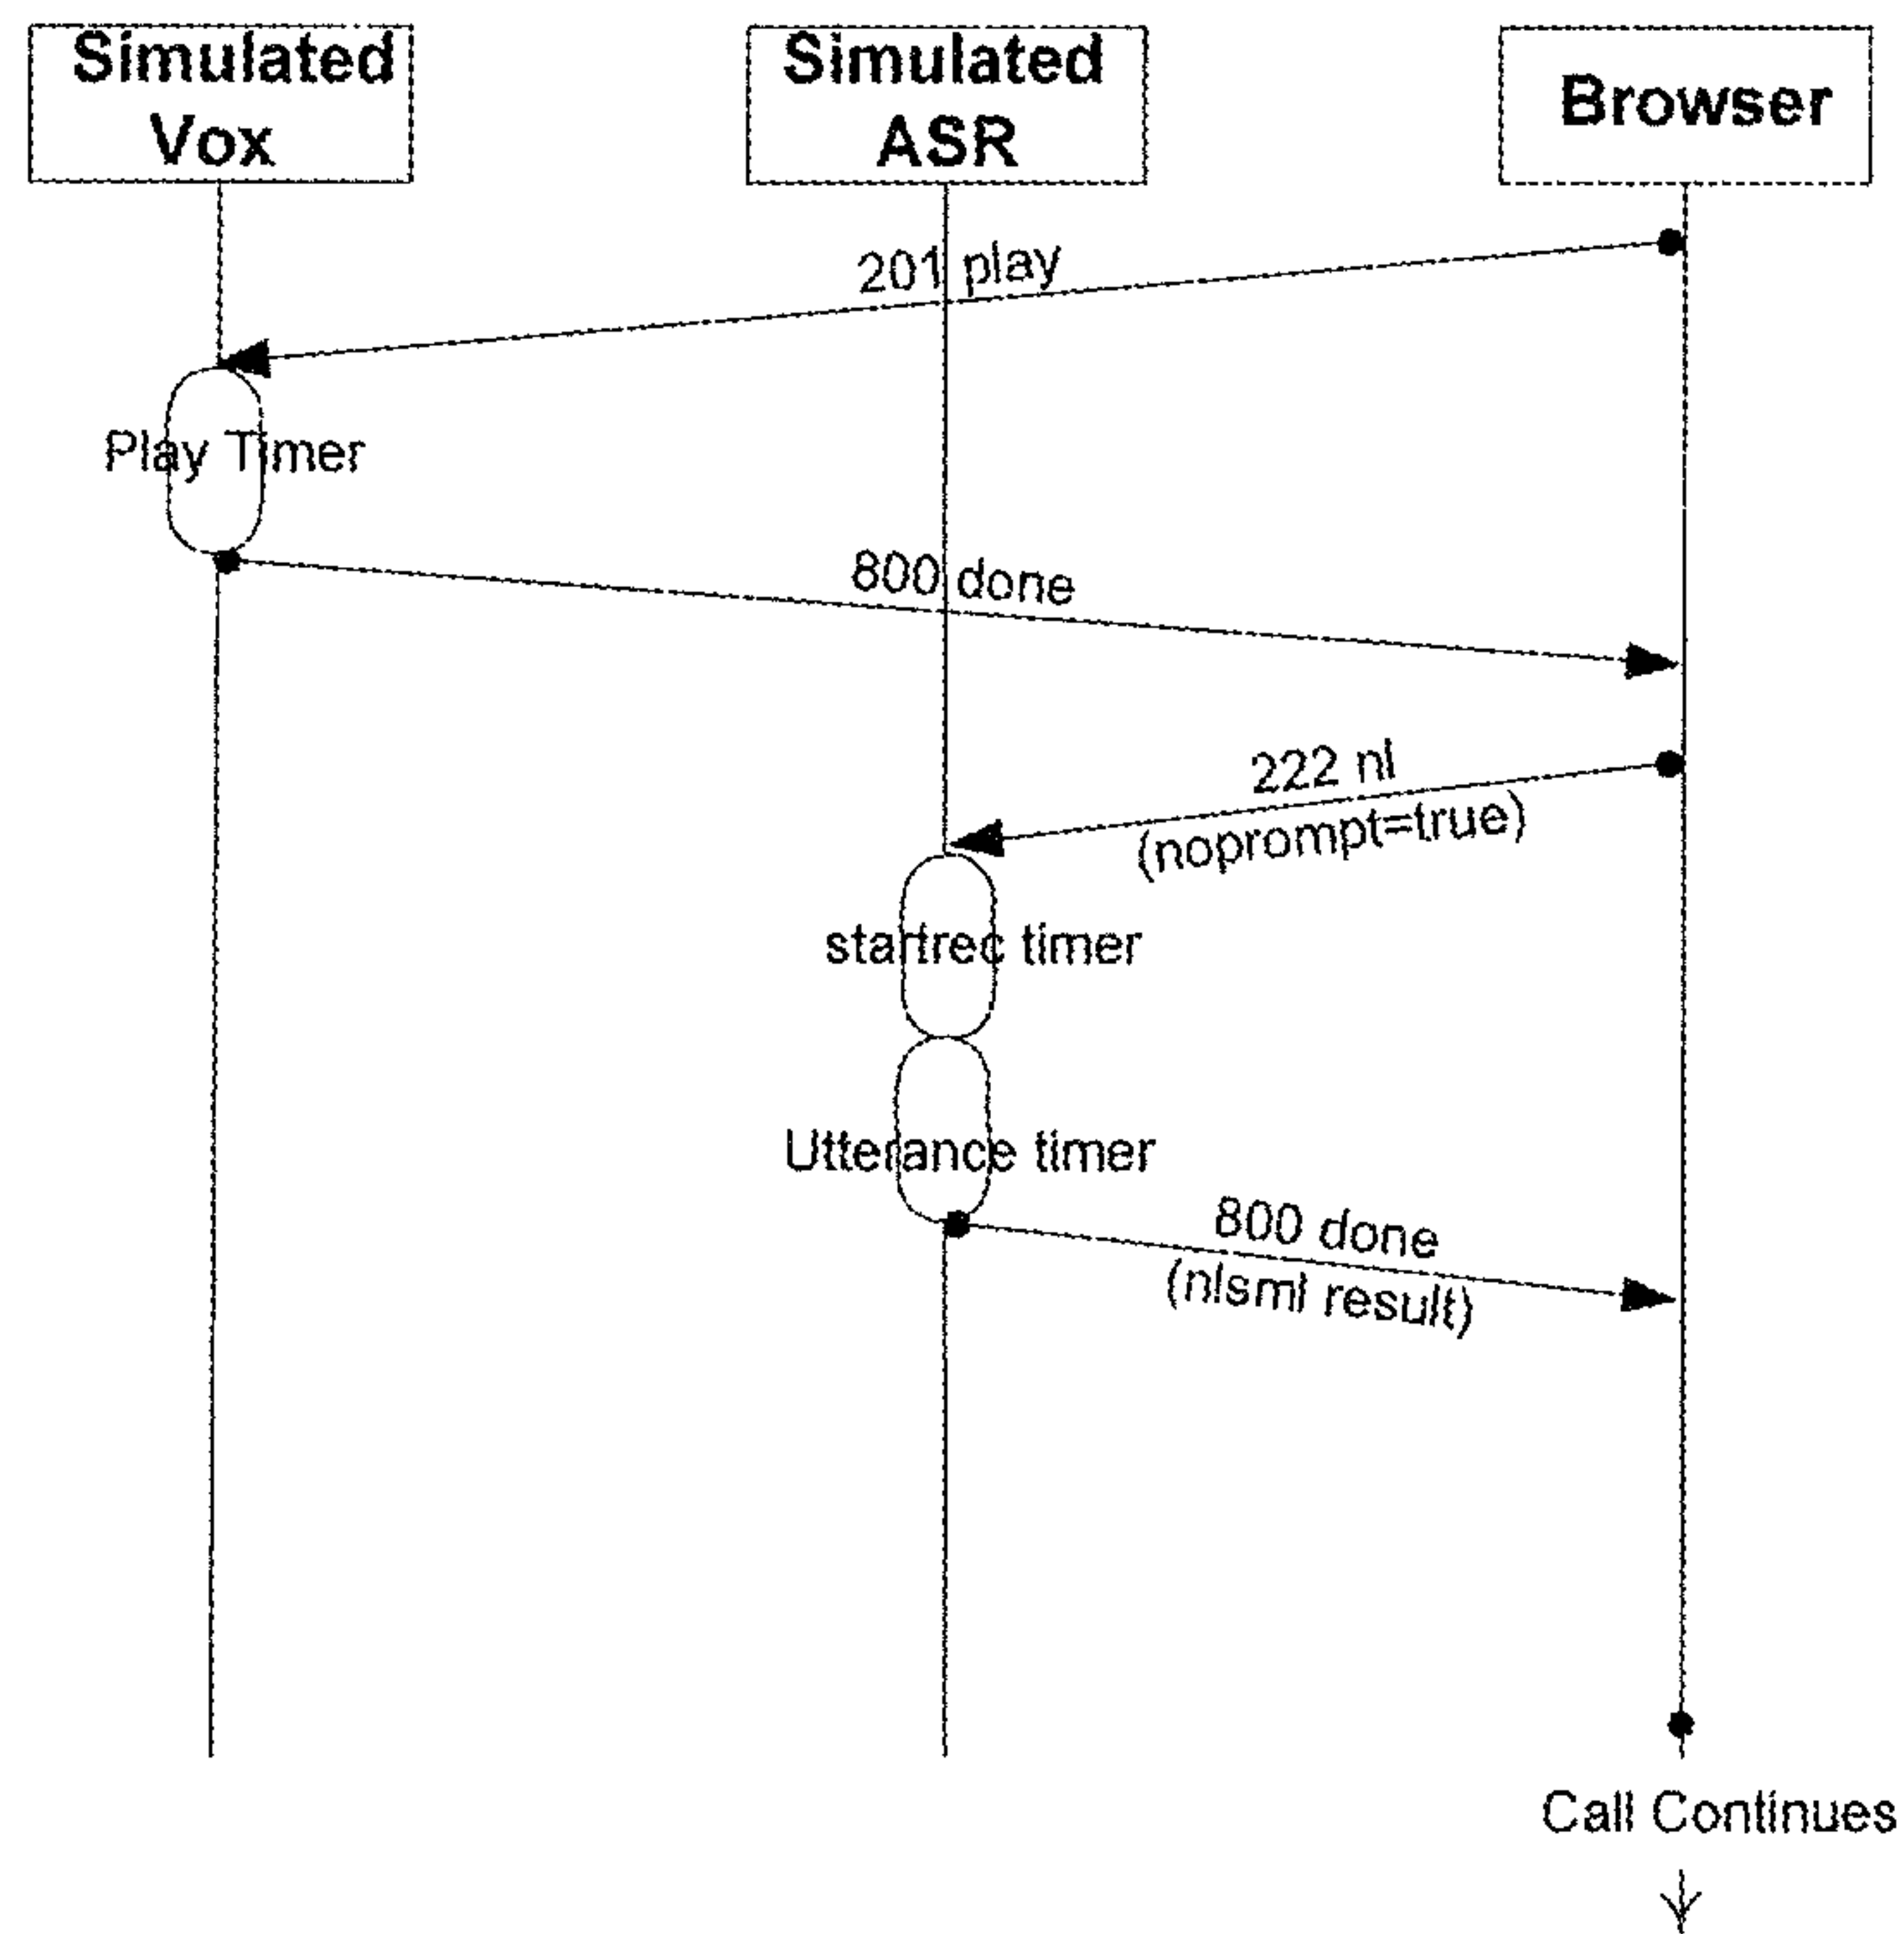 Simulated
Vox
Simulated
ASR
Browser
201 play
Play Timer
800 done
222 nl
(noprompt=true)
startrec timer
Utterance timer
800 done
(nlsml result)
Call Continues